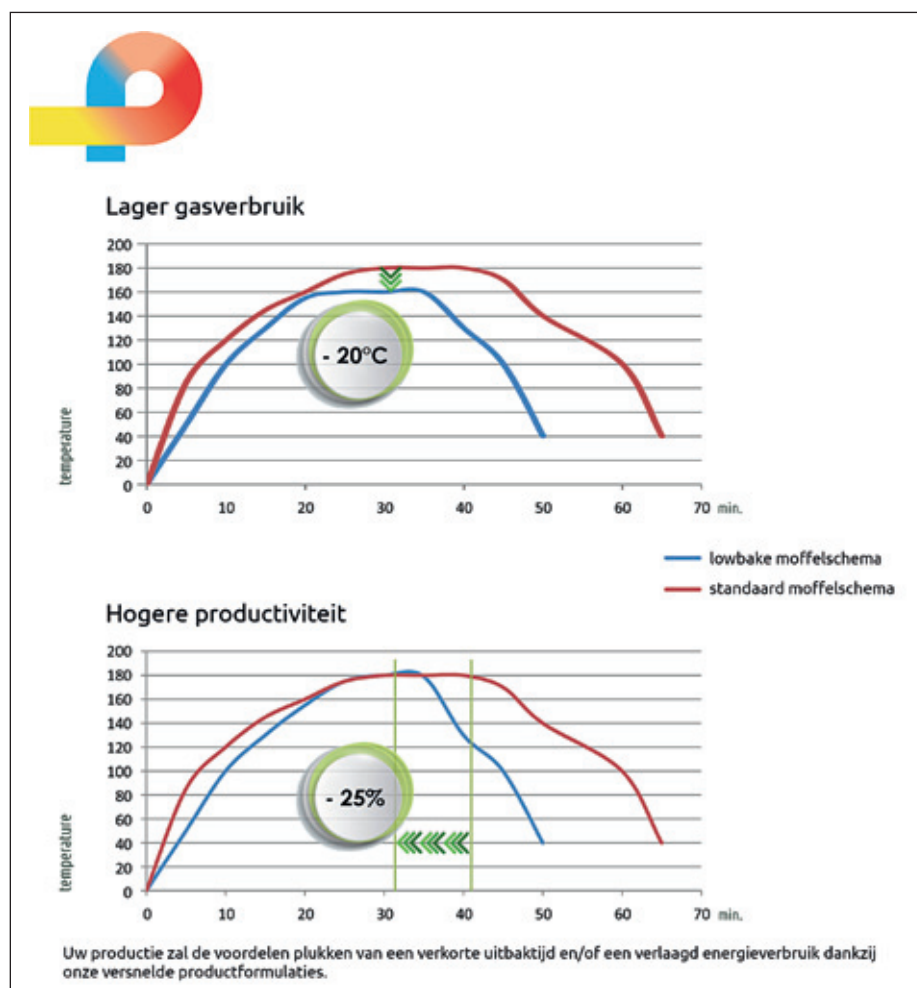 Lager gasverbruik
200
180
160
140
120
100
80
60
40
20
0
temperature
- 20°C
0 10 20 30 40 50 60 70 min.
lowbake moffelschema
standaard moffelschema
Hogere productiviteit
200
180
160
140
120
100
80
60
40
20
0
temperature
- 25%
0 10 20 30 40 50 60 70 min.
Uw productie zal de voordelen plukken van een verkorte uitbaktijd en/of een verlaagd energieverbruik dankzij
onze versnelde productformulaties.